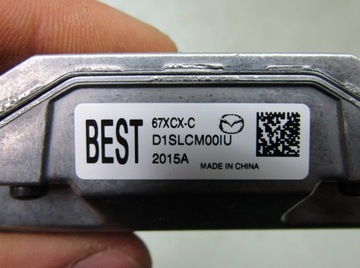 BEST
67XCX-C
D1SLCM00IU
2015A
MADE IN CHINA